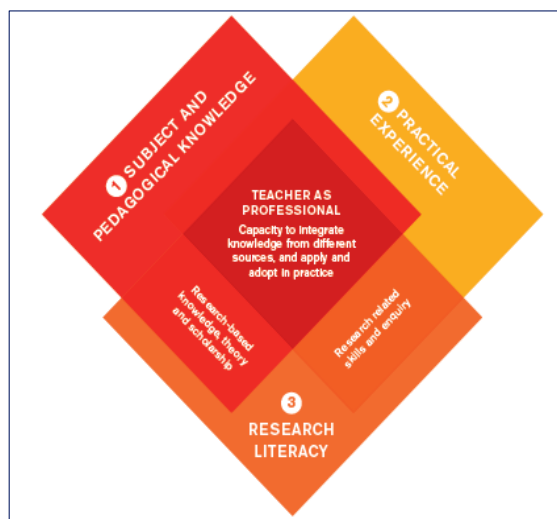 1 SUBJECT AND
PEDAGOGICAL KNOWLEDGE
2 PRACTICAL
EXPERIENCE
TEACHER AS
PROFESSIONAL
Capacity to integrate
knowledge from different
sources, and apply and
adopt in practice
Research-based
knowledge, theory
and scholarship
Research related
skills and enquiry
3
RESEARCH
LITERACY